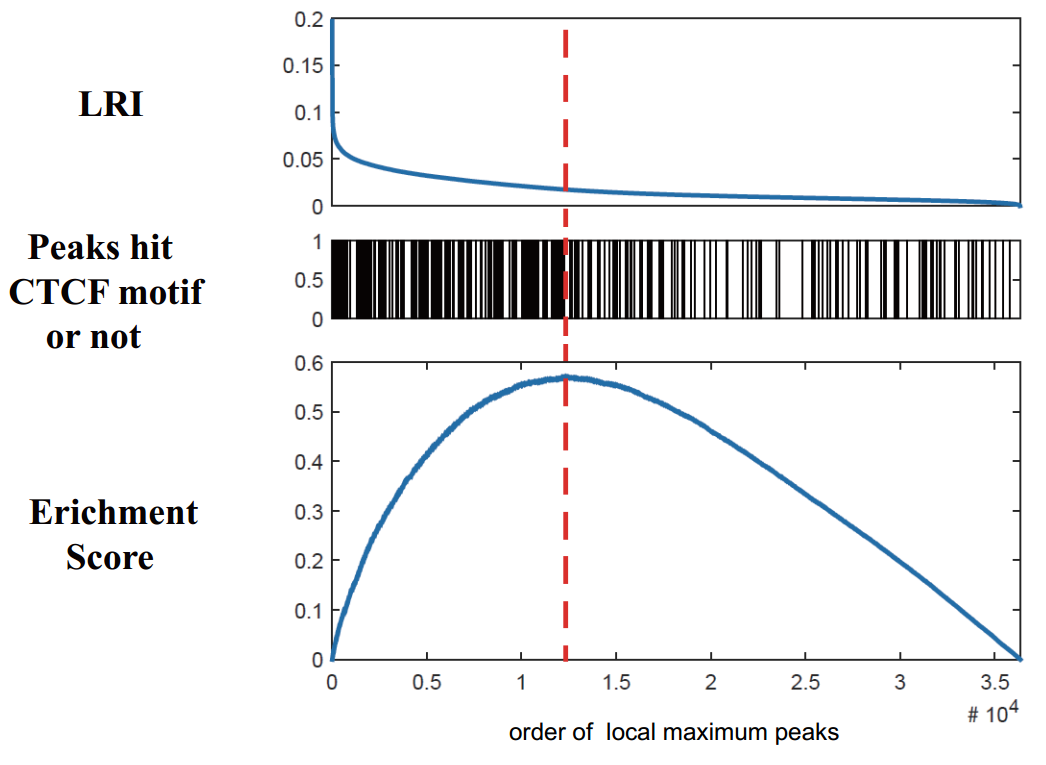 0.2
0.15
LRI
0.1
0.05
0
Peaks hit
CTCF motif
or not
1
0.5
0
0.6
0.5
0.4
Erichment
Score
0.3
0.2
0.1
0
0 0.5 1 1.5 2 2.5 3 3.5
# 10⁴
order of local maximum peaks